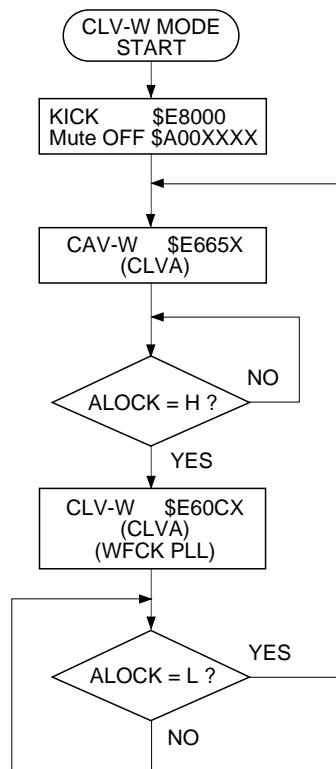 CLV-W MODE
START
KICK $E8000
Mute OFF $A00XXXX
CAV-W $E665X
(CLVA)
ALOCK = H ?
NO
YES
CLV-W $E60CX
(CLVA)
(WFCK PLL)
ALOCK = L ?
YES
NO